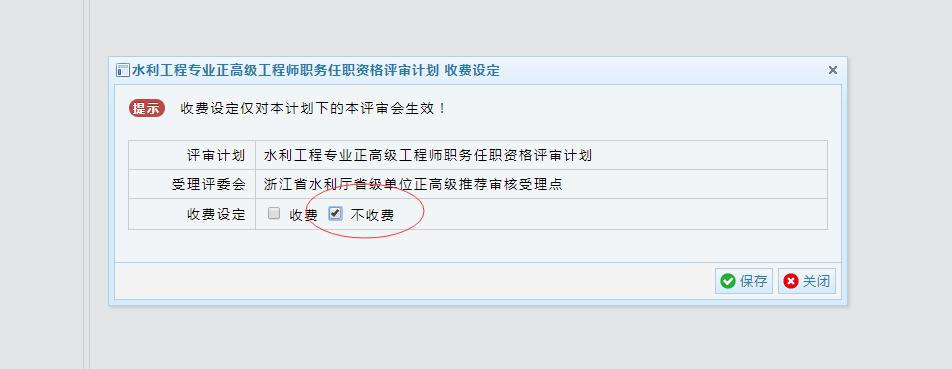 水利工程专业正高级工程师职务任职资格评审计划 收费设定
提示 收费设定仅对本计划下的本评审会生效！
评审计划 水利工程专业正高级工程师职务任职资格评审计划
受理评委会 浙江省水利厅省级单位正高级推荐审核受理点
收费设定 收费 不收费
保存 关闭